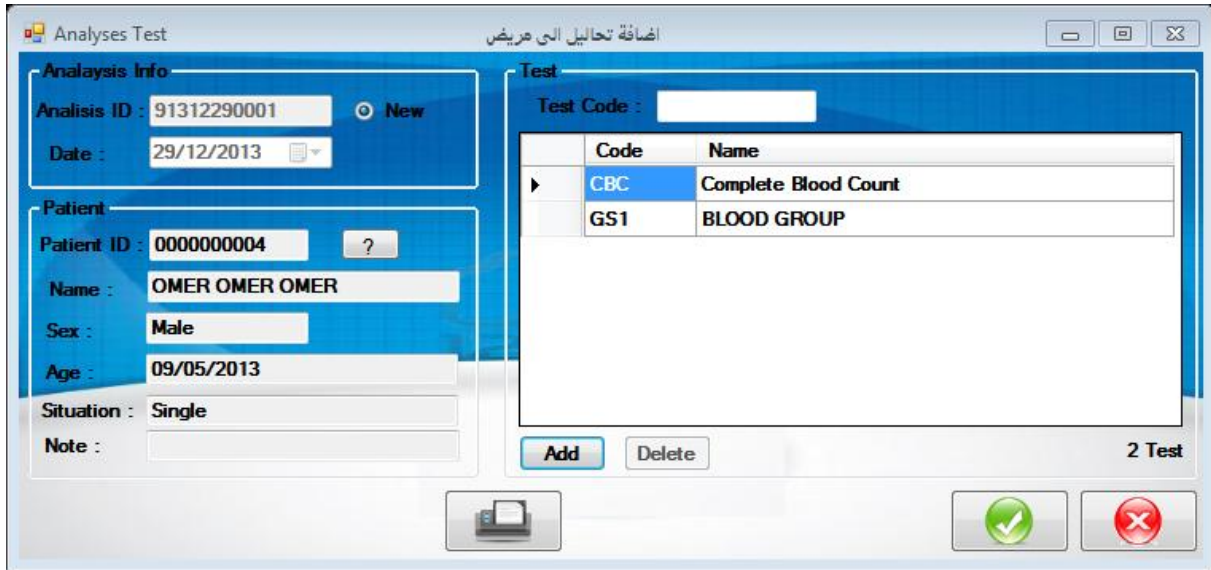 Analyses Test
اضافة تحاليل الى مريض
Analaysis Info
Analisis ID : 91312290001
New
Date : 29/12/2013
Patient
Patient ID : 0000000004 ?
Name : OMER OMER OMER
Sex : Male
Age : 09/05/2013
Situation : Single
Note :
Test
Test Code :
Code Name
CBC Complete Blood Count
GS1 BLOOD GROUP
Add Delete 2 Test